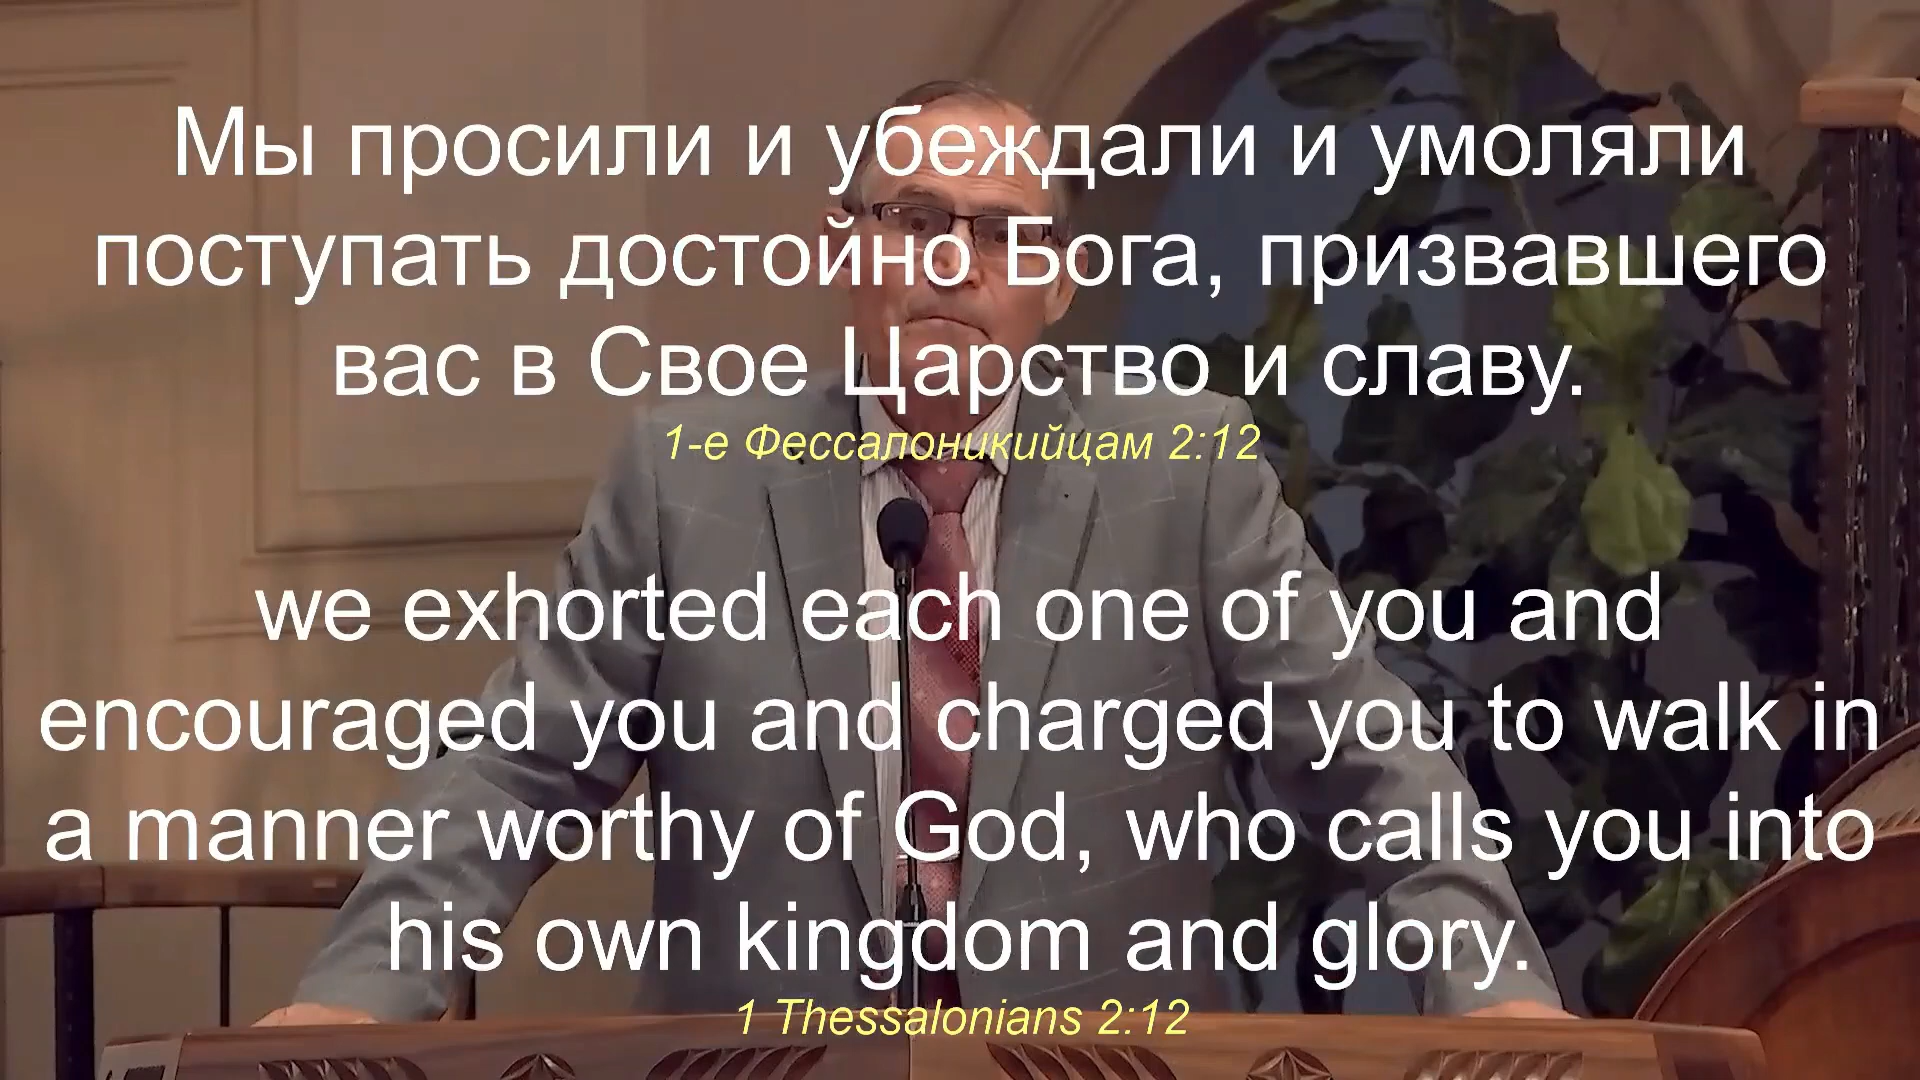 Мы просили и убеждали и умоляли
поступать достойно Бога, призвавшего
вас в Свое Царство и славу.
1-е Фессалоникийцам 2:12
we exhorted each one of you and
encouraged you and charged you to walk in
a manner worthy of God, who calls you into
his own kingdom and glory.
1 Thessalonians 2:12